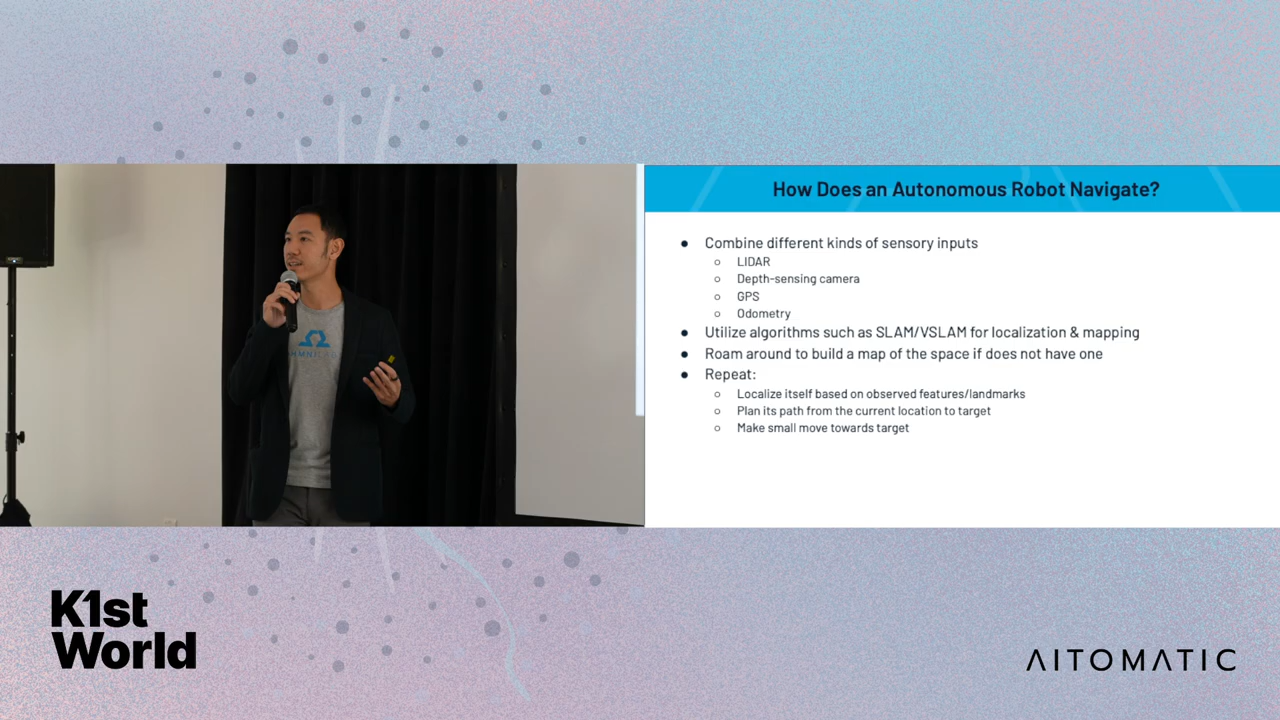 How Does an Autonomous Robot Navigate?
● Combine different kinds of sensory inputs
○ LIDAR
○ Depth-sensing camera
○ GPS
○ Odometry
● Utilize algorithms such as SLAM/VSLAM for localization & mapping
● Roam around to build a map of the space if does not have one
● Repeat:
○ Localize itself based on observed features/landmarks
○ Plan its path from the current location to target
○ Make small move towards target
K1st
World
AITOMATIC